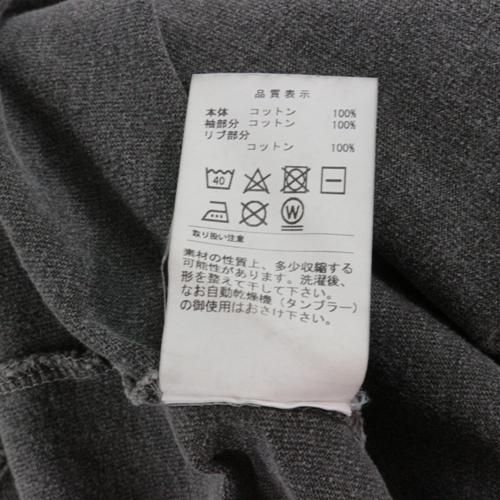 品質表示
本体 コットン 100%
袖部分 コットン 100%
リブ部分
コットン 100%
40
W
取り扱い注意
素材の性質上、多少収縮する
可能性があります。洗濯後、
形を整えて干して下さい。
なお自動乾燥機（タンブラー）
の御使用はおさけ下さい。